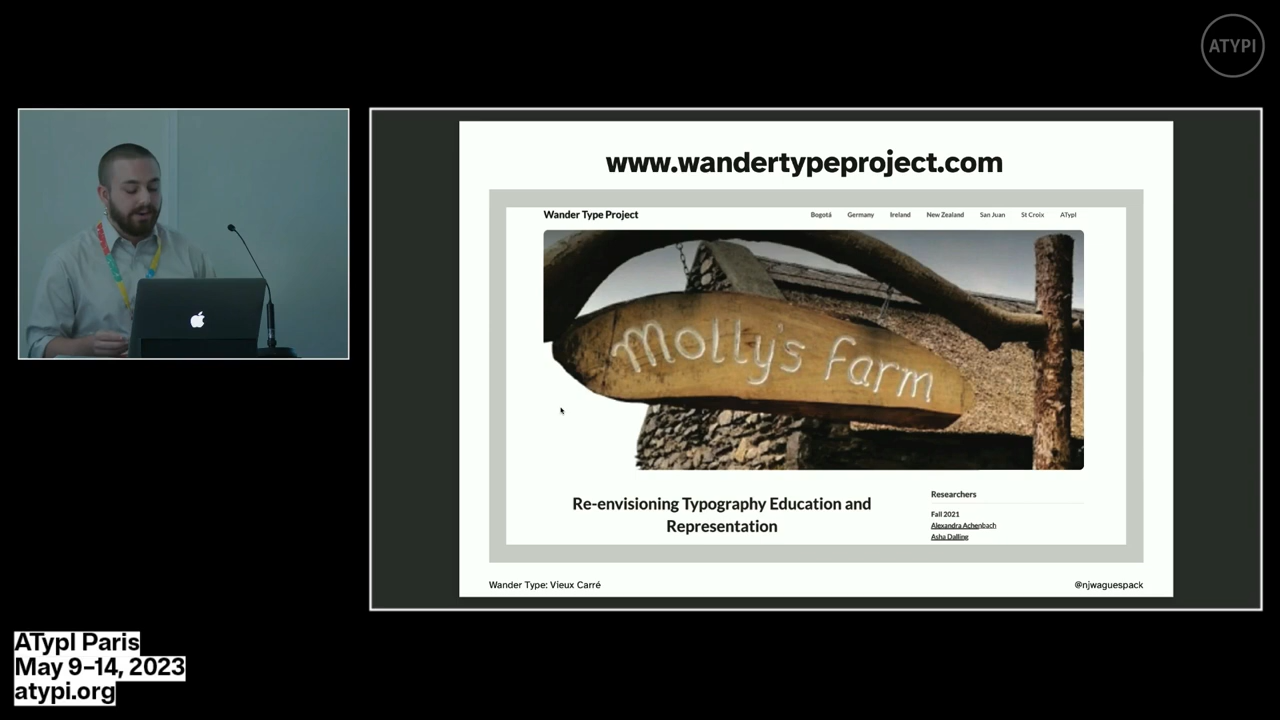 ATYPI
www.wandertypeproject.com
Wander Type Project
Bogotá Germany Ireland New Zealand San Juan St Croix ATypI
Molly's Farm
Re-envisioning Typography Education and
Representation
Researchers
Fall 2021
Alexandra Achenbach
Asha Dalling
Wander Type: Vieux Carré
@njwaguespack
ATypI Paris
May 9–14, 2023
atypi.org